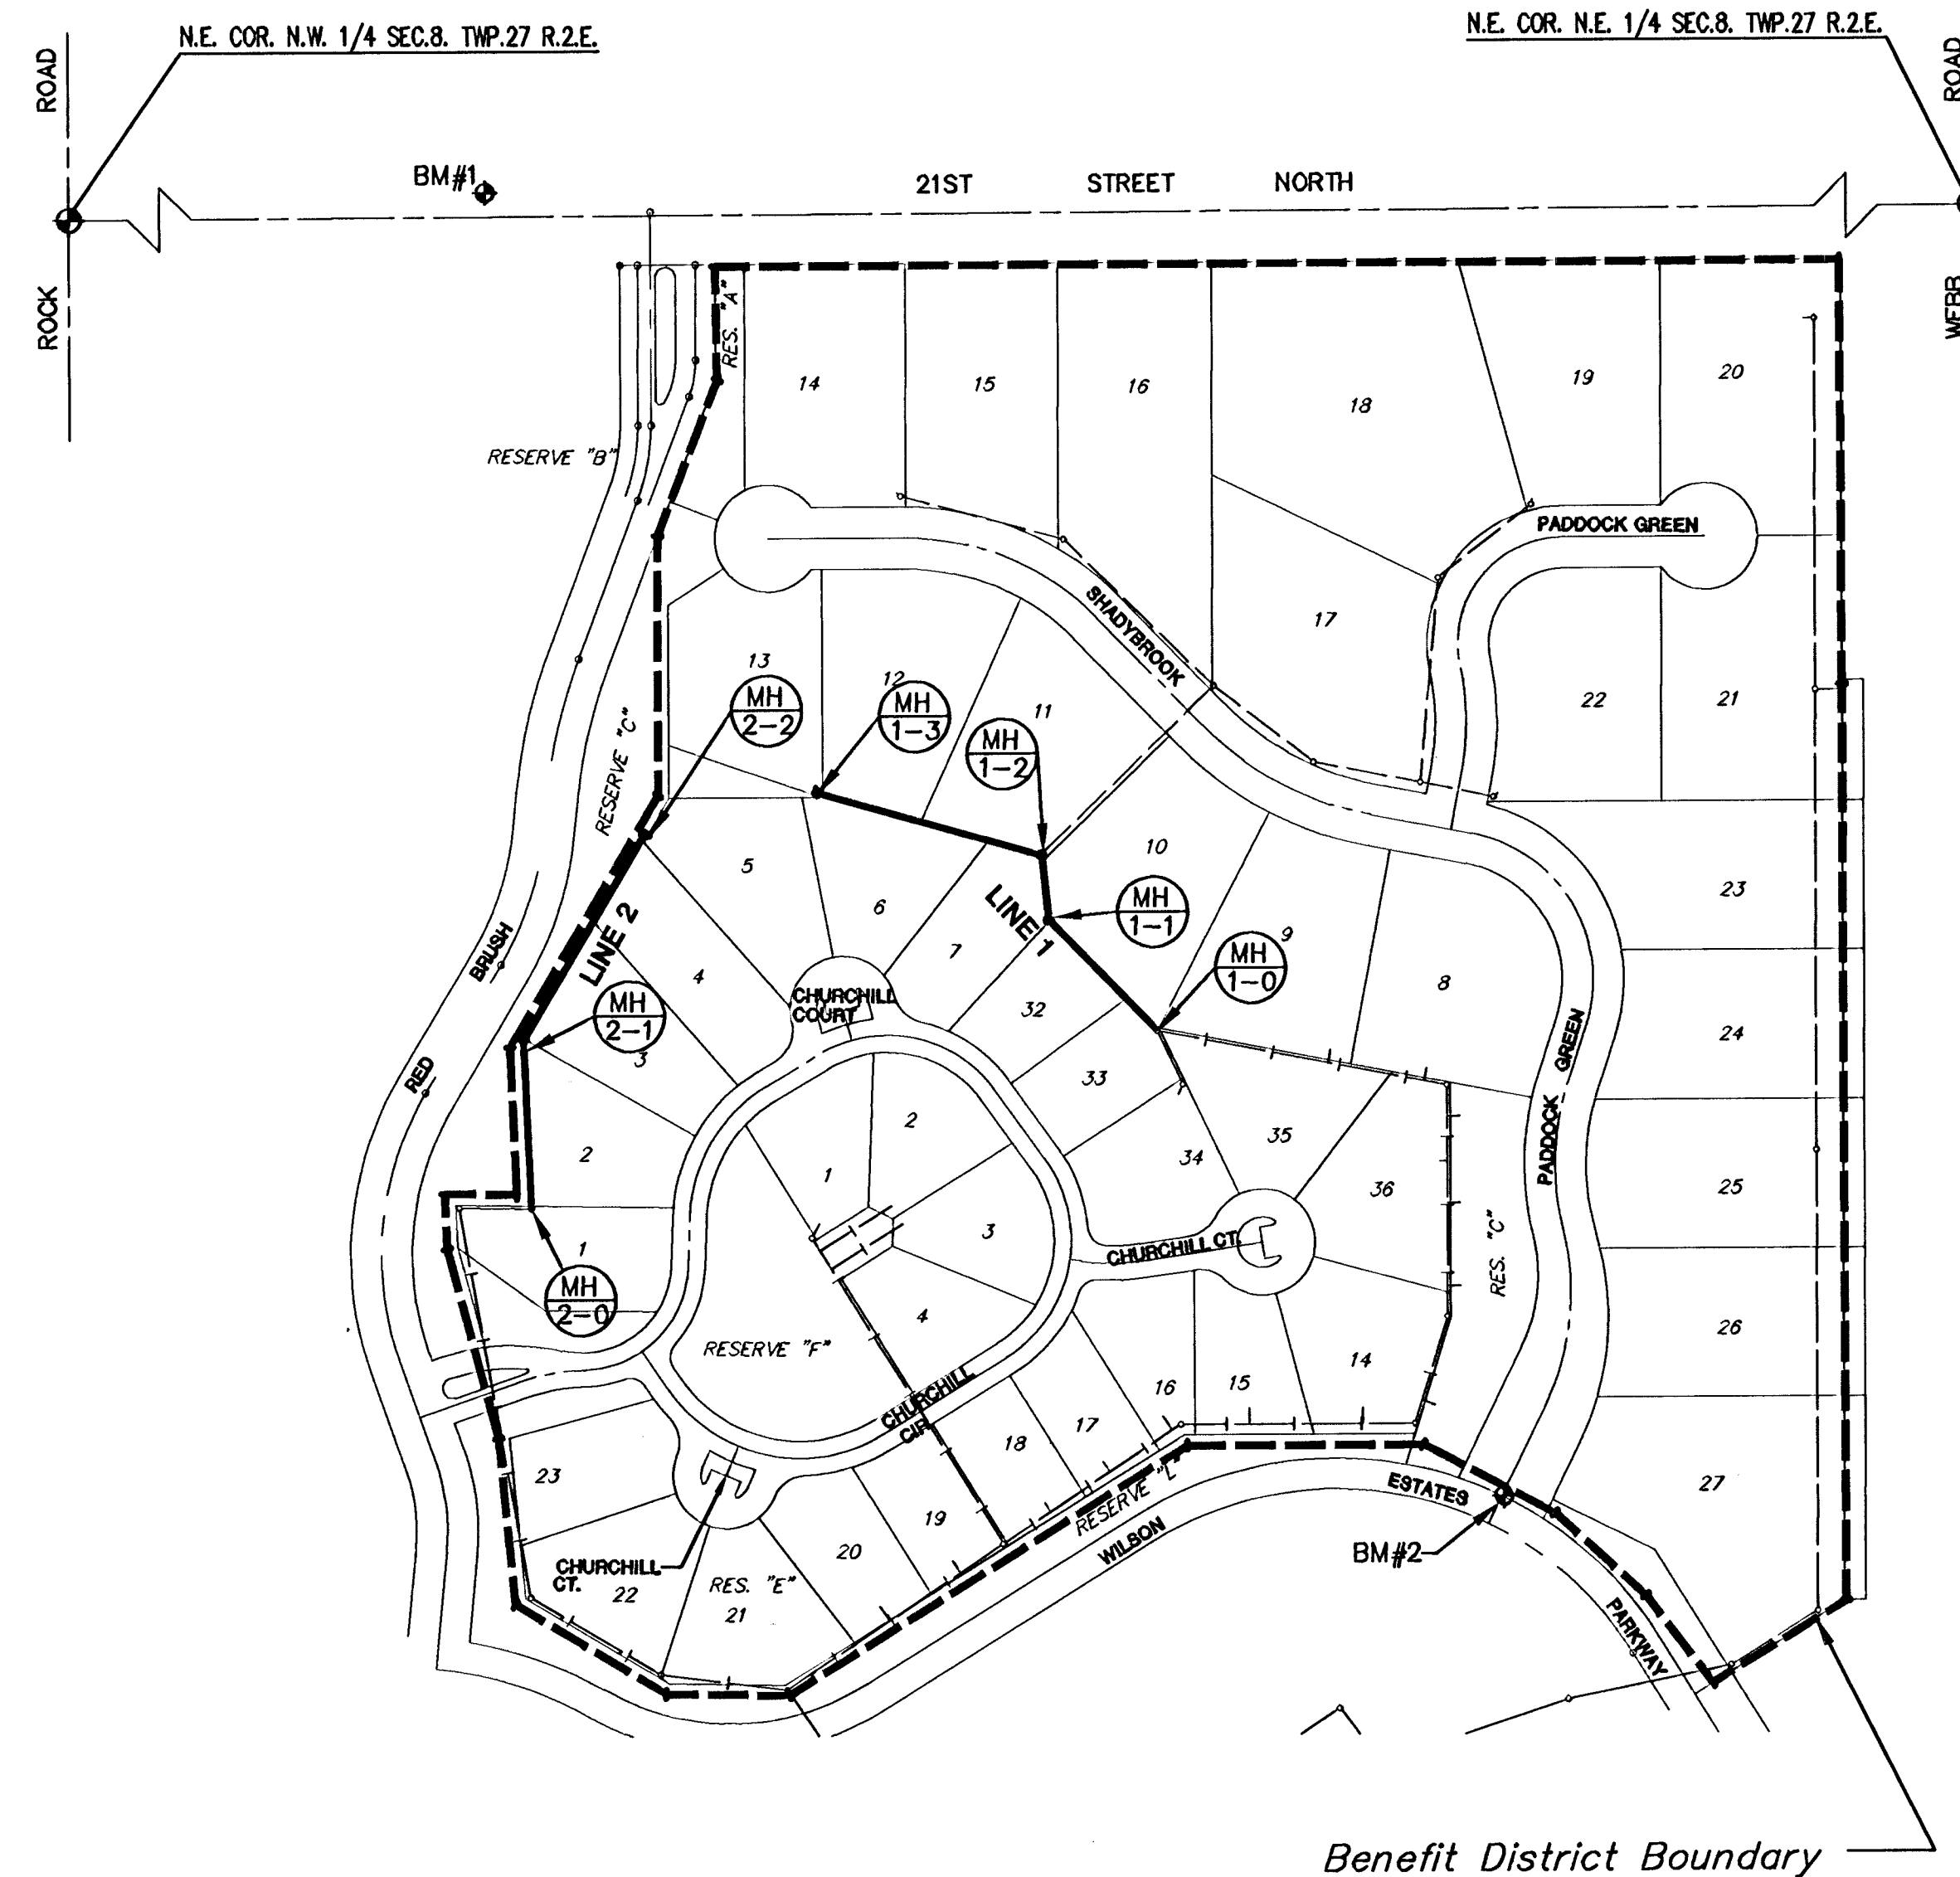 N.E. COR. N.W. 1/4 SEC.8. TWP.27 R.2.E.
N.E. COR. N.E. 1/4 SEC.8. TWP.27 R.2.E.
ROAD
ROAD
BM#1
21ST STREET NORTH
ROCK
WEBB
RES. "A"
14
15
16
18
19
20
RESERVE "B"
PADDOCK GREEN
SHADYBROOK
17
13
12
11
22
21
MH
2-2
MH
1-3
MH
1-2
RESERVE "C"
5
10
6
23
LINE 2
LINE 1
MH
1-1
BRUSH
7
9
4
MH
1-0
8
CHURCHILL
COURT
32
MH
2-1
3
24
RED
33
PADDOCK GREEN
2
2
35
34
1
36
25
3
RES. "C"
1
CHURCHILL CT.
MH
2-0
4
26
RESERVE "F"
14
16
15
CHURCHILL
CIR
17
18
23
ESTATES
27
19
RESERVE "L"
WILSON
BM#2
20
CHURCHILL
CT.
22
RES. "E"
21
PARKWAY
Benefit District Boundary